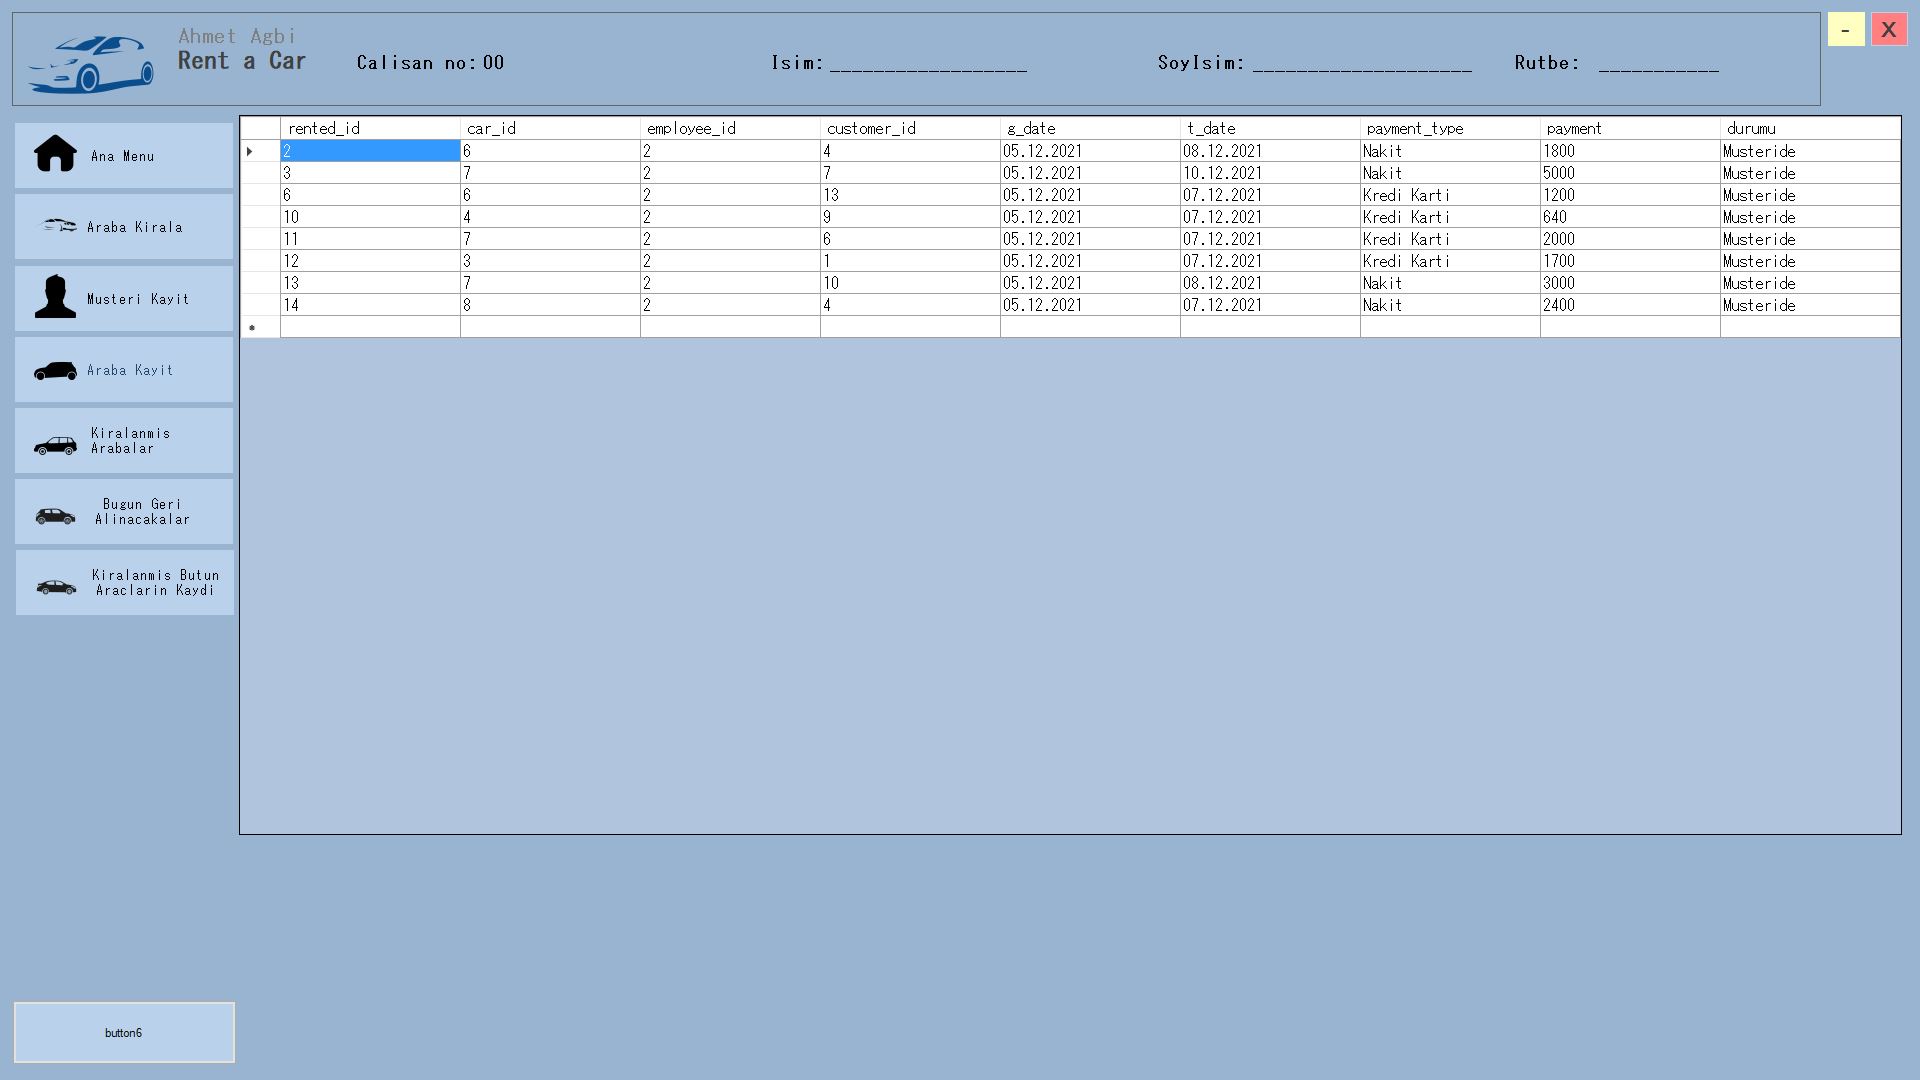 Ahmet Agbi
Rent a Car
Calisan no: 00 Isim: __________________ SoyIsim: ____________________ Rutbe: ___________
- X
Ana Menu
Araba Kirala
Musteri Kayit
Araba Kayit
Kiralanmis
Arabalar
Bugun Geri
Alinacakalar
Kiralanmis Butun
Araclarin Kaydi
button6
rented_id car_id employee_id customer_id g_date t_date payment_type payment durumu
2 6 2 4 05.12.2021 08.12.2021 Nakit 1800 Musteride
3 7 2 7 05.12.2021 10.12.2021 Nakit 5000 Musteride
6 6 2 13 05.12.2021 07.12.2021 Kredi Karti 1200 Musteride
10 4 2 9 05.12.2021 07.12.2021 Kredi Karti 640 Musteride
11 7 2 6 05.12.2021 07.12.2021 Kredi Karti 2000 Musteride
12 3 2 1 05.12.2021 07.12.2021 Kredi Karti 1700 Musteride
13 7 2 10 05.12.2021 08.12.2021 Nakit 3000 Musteride
14 8 2 4 05.12.2021 07.12.2021 Nakit 2400 Musteride